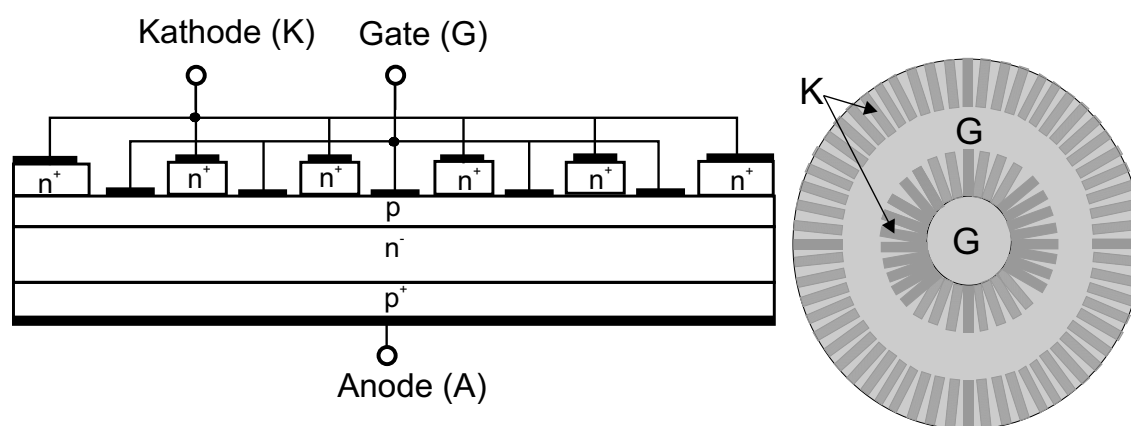 Kathode (K) Gate (G)
K
G
n⁺ n⁺ n⁺ n⁺ n⁺ n⁺
p
n⁻
G
p⁺
Anode (A)